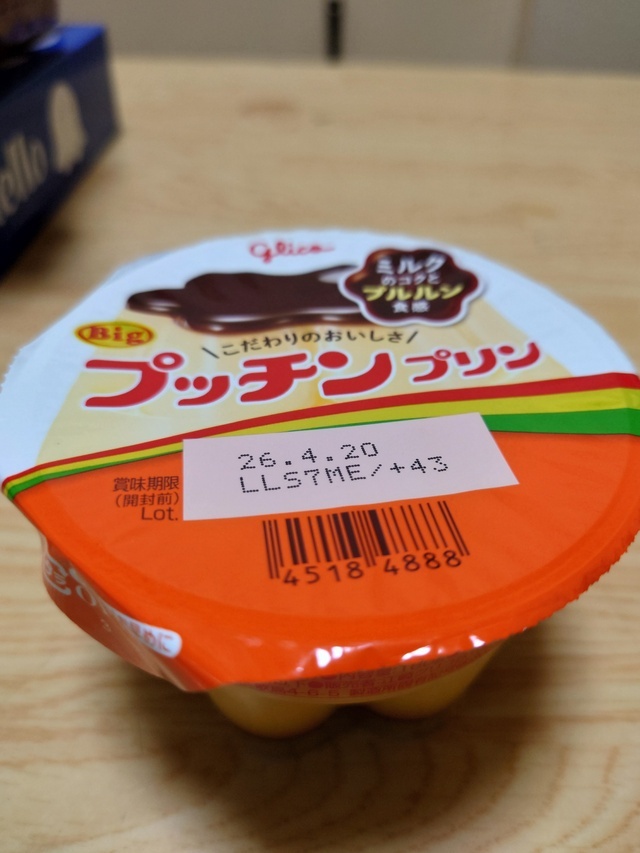 ello
glico
ミルク
のコクと
プルルン
食感
Big
\こだわりのおいしさ/
プッチンプリン
26.4.20
LLS7ME/+43
賞味期限
(開封前)
Lot.
4518 4888